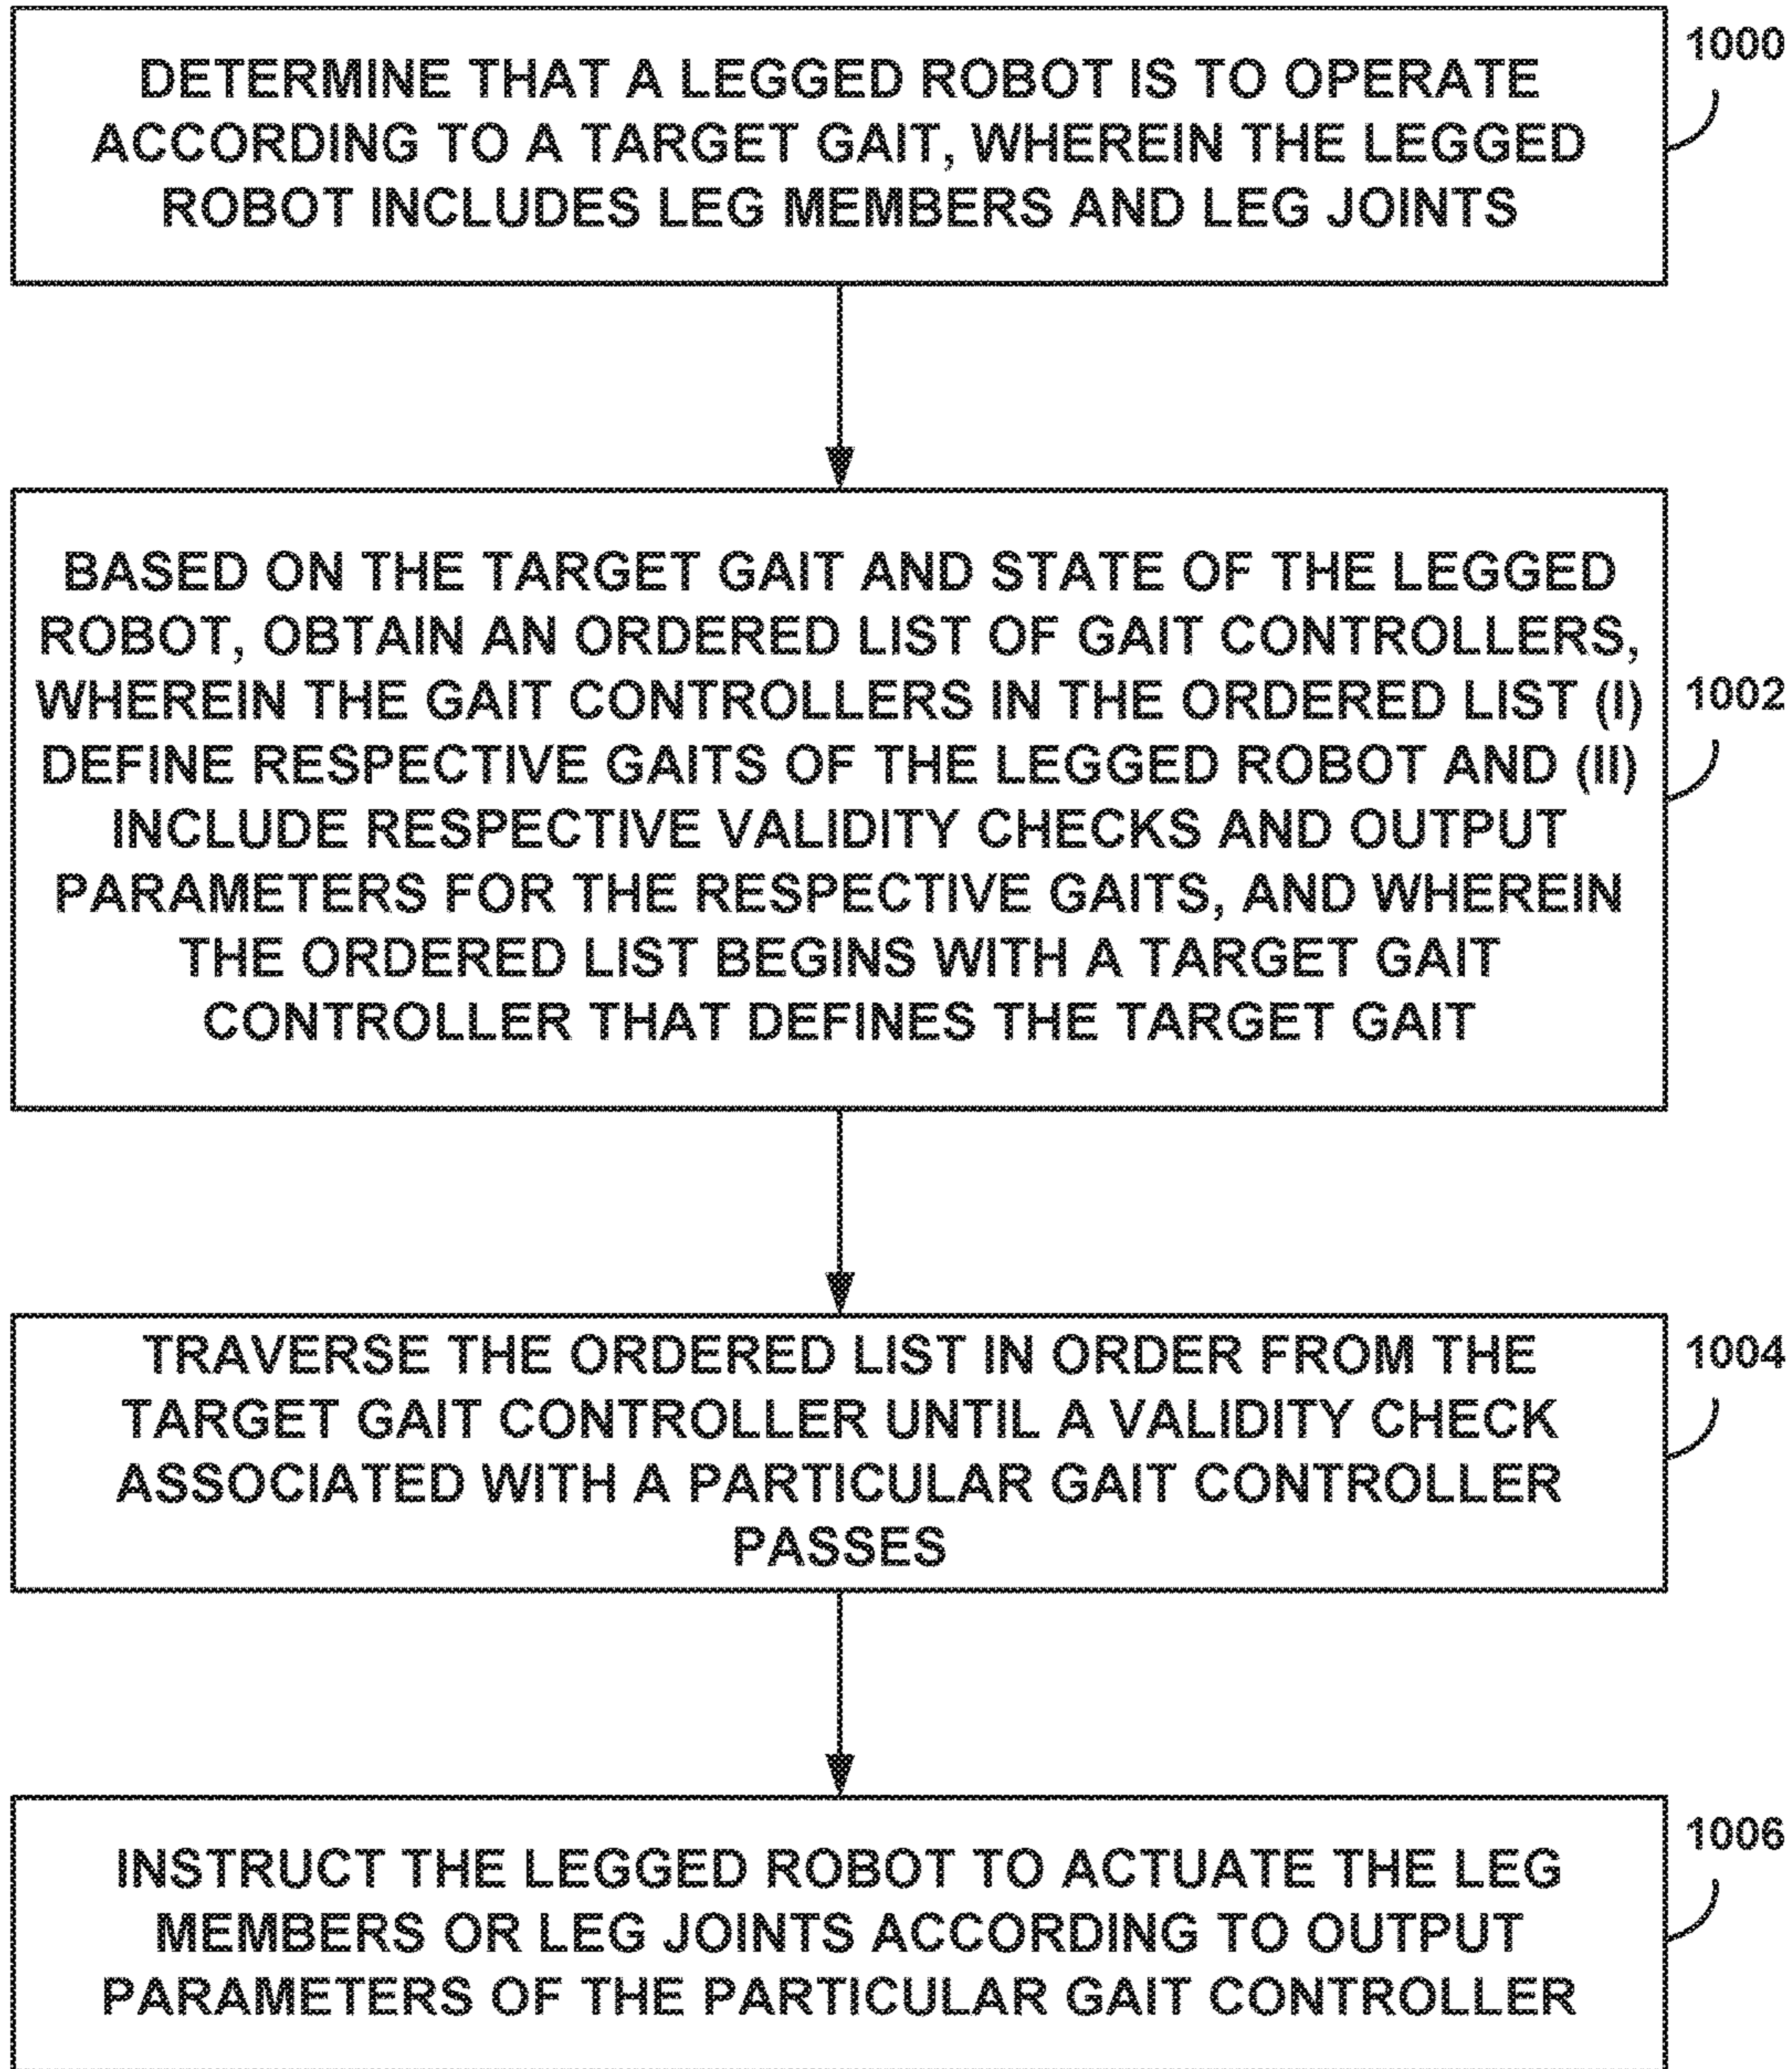 DETERMINE THAT A LEGGED ROBOT IS TO OPERATE
ACCORDING TO A TARGET GAIT, WHEREIN THE LEGGED
ROBOT INCLUDES LEG MEMBERS AND LEG JOINTS
1000
BASED ON THE TARGET GAIT AND STATE OF THE LEGGED
ROBOT, OBTAIN AN ORDERED LIST OF GAIT CONTROLLERS,
WHEREIN THE GAIT CONTROLLERS IN THE ORDERED LIST (I)
DEFINE RESPECTIVE GAITS OF THE LEGGED ROBOT AND (II)
INCLUDE RESPECTIVE VALIDITY CHECKS AND OUTPUT
PARAMETERS FOR THE RESPECTIVE GAITS, AND WHEREIN
THE ORDERED LIST BEGINS WITH A TARGET GAIT
CONTROLLER THAT DEFINES THE TARGET GAIT
1002
TRAVERSE THE ORDERED LIST IN ORDER FROM THE
TARGET GAIT CONTROLLER UNTIL A VALIDITY CHECK
ASSOCIATED WITH A PARTICULAR GAIT CONTROLLER
PASSES
1004
INSTRUCT THE LEGGED ROBOT TO ACTUATE THE LEG
MEMBERS OR LEG JOINTS ACCORDING TO OUTPUT
PARAMETERS OF THE PARTICULAR GAIT CONTROLLER
1006